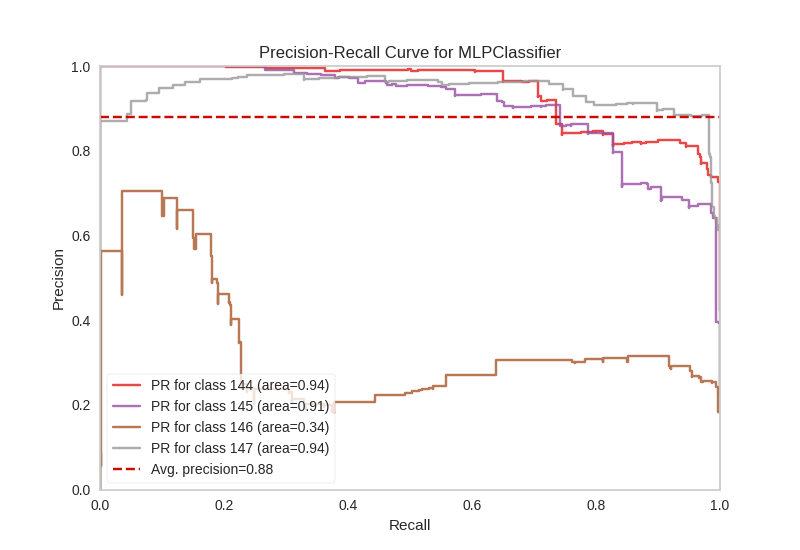 Precision-Recall Curve for MLPClassifier
1.0
0.8
0.6
0.4
0.2
0.0
Precision
PR for class 144 (area=0.94)
PR for class 145 (area=0.91)
PR for class 146 (area=0.34)
PR for class 147 (area=0.94)
Avg. precision=0.88
0.0 0.2 0.4 0.6 0.8 1.0
Recall